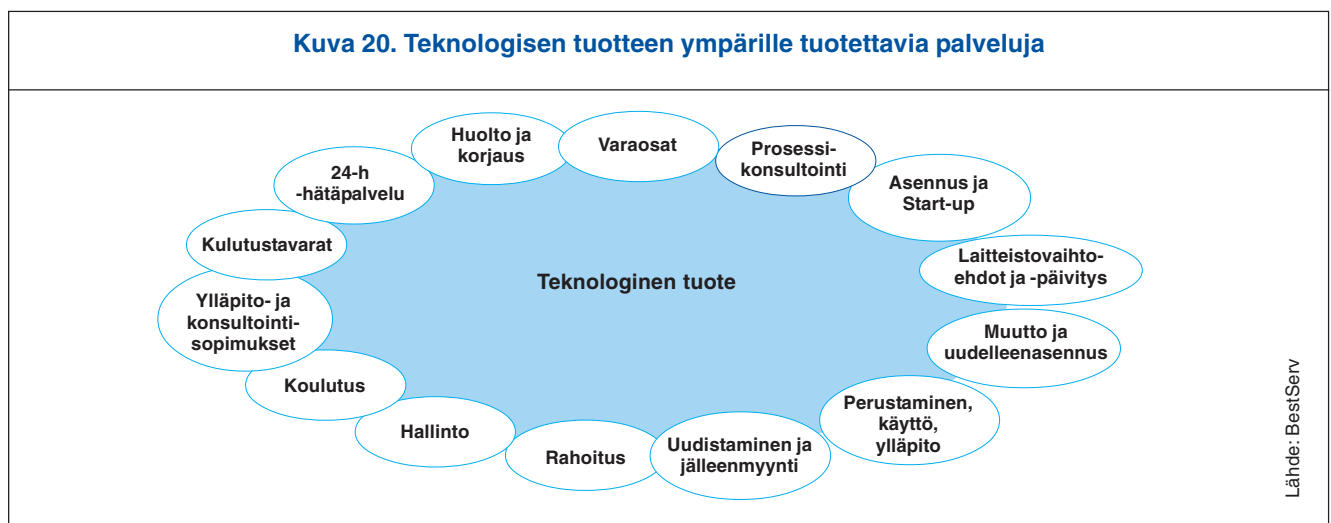 Kuva 20. Teknologisen tuotteen ympärille tuotettavia palveluja
Huolto ja
korjaus
Varaosat
Prosessi-
konsultointi
24-h
-hätäpalvelu
Asennus ja
Start-up
Kulutustavarat
Laitteistovaihto-
ehdot ja -päivitys
Teknologinen tuote
Ylläpito- ja
konsultointi-
sopimukset
Muutto ja
uudelleenasennus
Koulutus
Perustaminen,
käyttö,
ylläpito
Hallinto
Rahoitus
Uudistaminen ja
jälleenmyynti
Lähde: BestServ